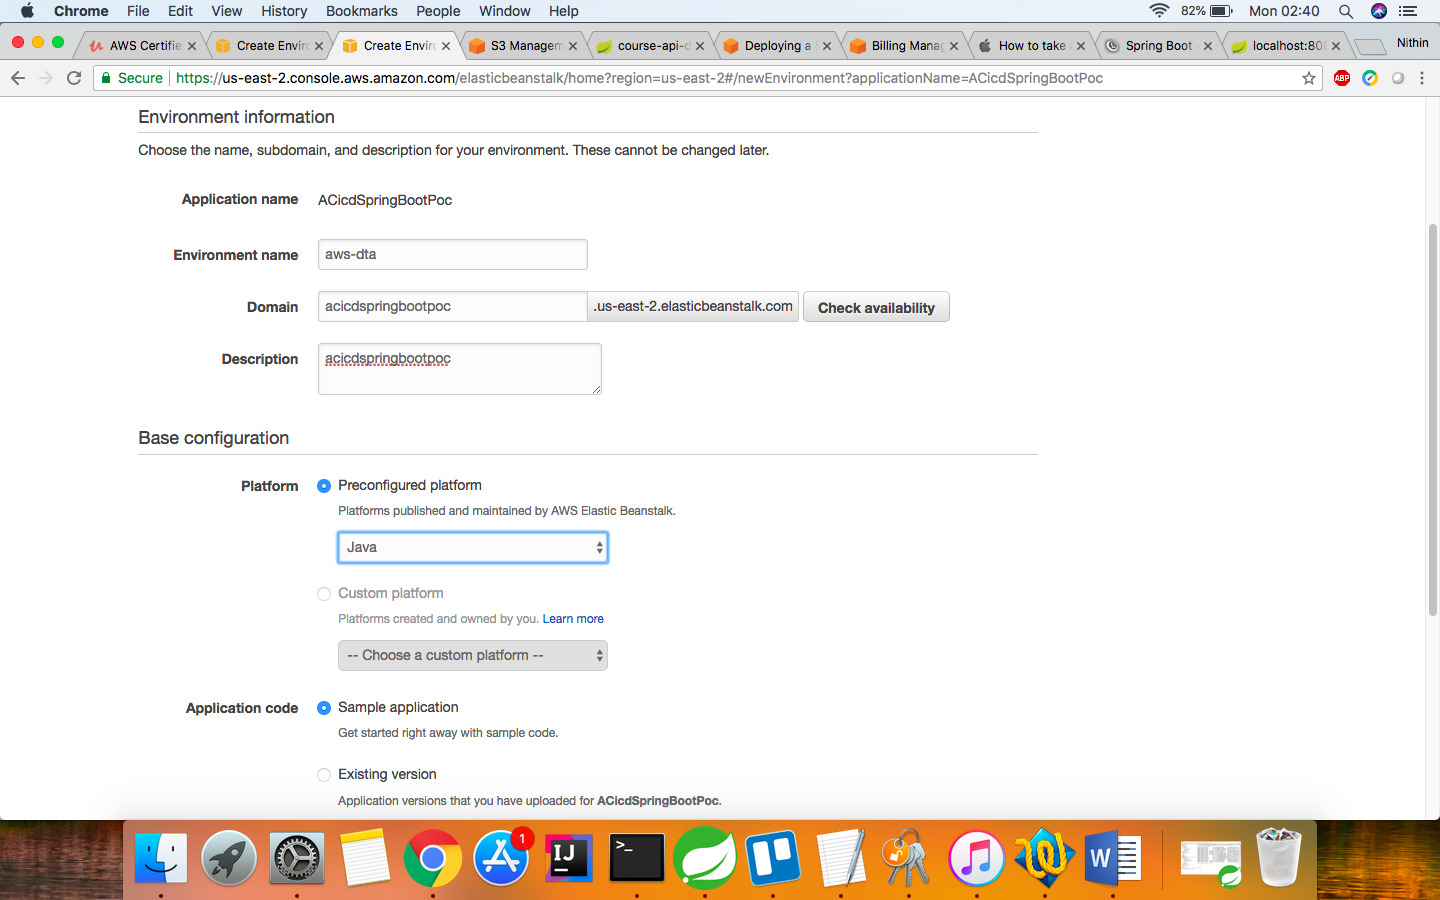 Chrome File Edit View History Bookmarks People Window Help 82% Mon 02:40
AWS Certifie Create Enviro Create Enviro S3 Managem course-api-d Deploying a S Billing Manag How to take Spring Boot localhost:808 Nithin
Secure https://us-east-2.console.aws.amazon.com/elasticbeanstalk/home?region=us-east-2#/newEnvironment?applicationName=ACicdSpringBootPoc ABP
Environment information
Choose the name, subdomain, and description for your environment. These cannot be changed later.
Application name ACicdSpringBootPoc
Environment name aws-dta
Domain acicdspringbootpoc .us-east-2.elasticbeanstalk.com Check availability
Description acicdspringbootpoc
Base configuration
Platform Preconfigured platform
Platforms published and maintained by AWS Elastic Beanstalk.
Java
Custom platform
Platforms created and owned by you. Learn more
-- Choose a custom platform --
Application code Sample application
Get started right away with sample code.
Existing version
Application versions that you have uploaded for ACicdSpringBootPoc.
1
IJ >_ W